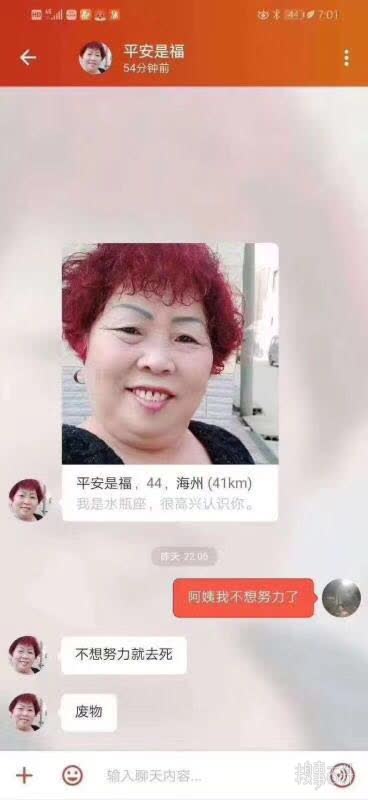 7:01
平安是福
54分钟前
平安是福，44，海州 (41km)
我是水瓶座，很高兴认识你。
昨天 22:06
阿姨我不想努力了
不想努力就去死
废物
输入聊天内容...